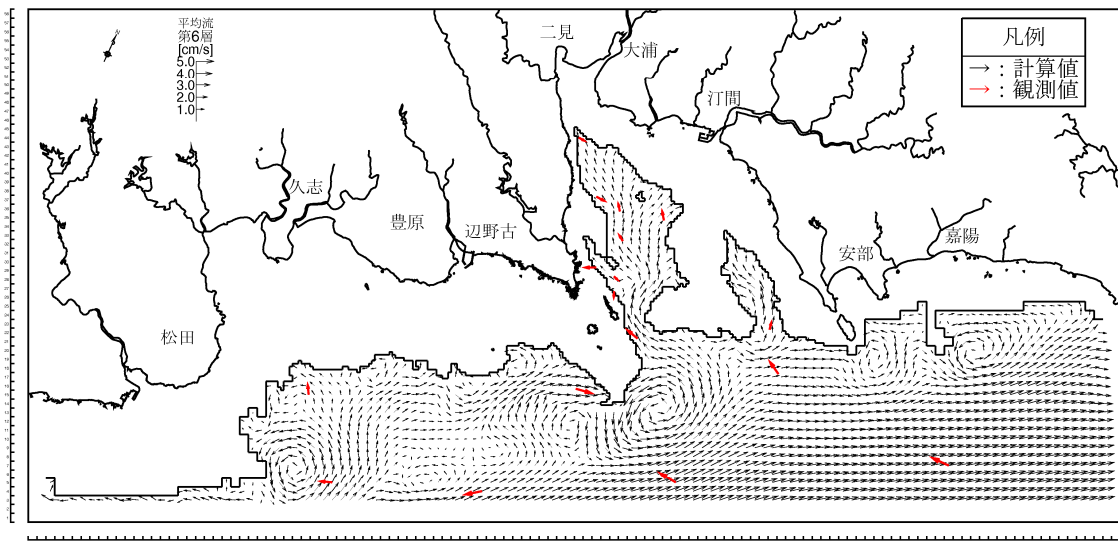 平均流
第6層
[cm/s]
5.0
4.0
3.0
2.0
1.0
二見
大浦
汀間
久志
豊原
辺野古
安部
嘉陽
松田
凡例
→ : 計算値
→ : 観測値